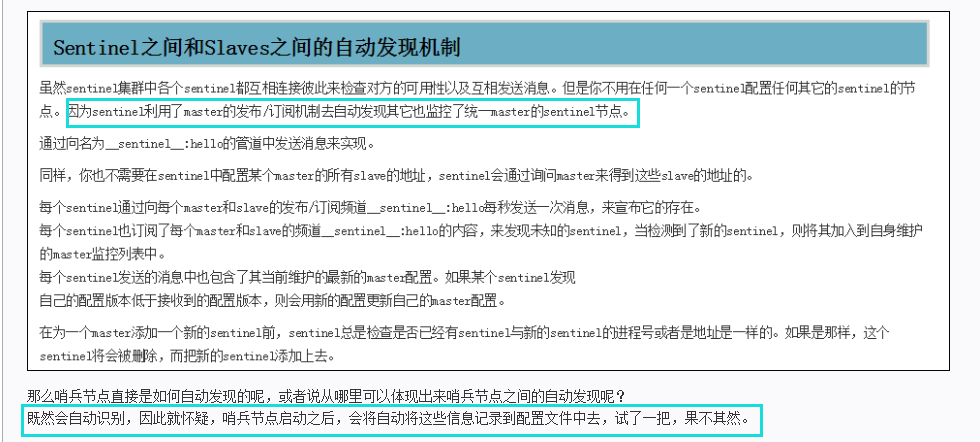 Sentinel之间和Slaves之间的自动发现机制
虽然sentinel集群中各个sentinel都互相连接彼此来检查对方的可用性以及互相发送消息。但是你不用在任何一个sentinel配置任何其它的sentinel的节
点。因为sentinel利用了master的发布/订阅机制去自动发现其它也监控了统一master的sentinel节点。
通过向名为__sentinel__:hello的管道中发送消息来实现。
同样，你也不需要在sentinel中配置某个master的所有slave的地址，sentinel会通过询问master来得到这些slave的地址的。
每个sentinel通过向每个master和slave的发布/订阅频道__sentinel__:hello每秒发送一次消息，来宣布它的存在。
每个sentinel也订阅了每个master和slave的频道__sentinel__:hello的内容，来发现未知的sentinel，当检测到了新的sentinel，则将其加入到自身维护
的master监控列表中。
每个sentinel发送的消息中也包含了其当前维护的最新的master配置。如果某个sentinel发现
自己的配置版本低于接收到的配置版本，则会用新的配置更新自己的master配置。
在为一个master添加一个新的sentinel前，sentinel总是检查是否已经有sentinel与新的sentinel的进程号或者是地址是一样的。如果是那样，这个
sentinel将会被删除，而把新的sentinel添加上去。
那么哨兵节点直接是如何自动发现的呢，或者说从哪里可以体现出来哨兵节点之间的自动发现呢？
既然会自动识别，因此就怀疑，哨兵节点启动之后，会将自动将这些信息记录到配置文件中去，试了一把，果不其然。